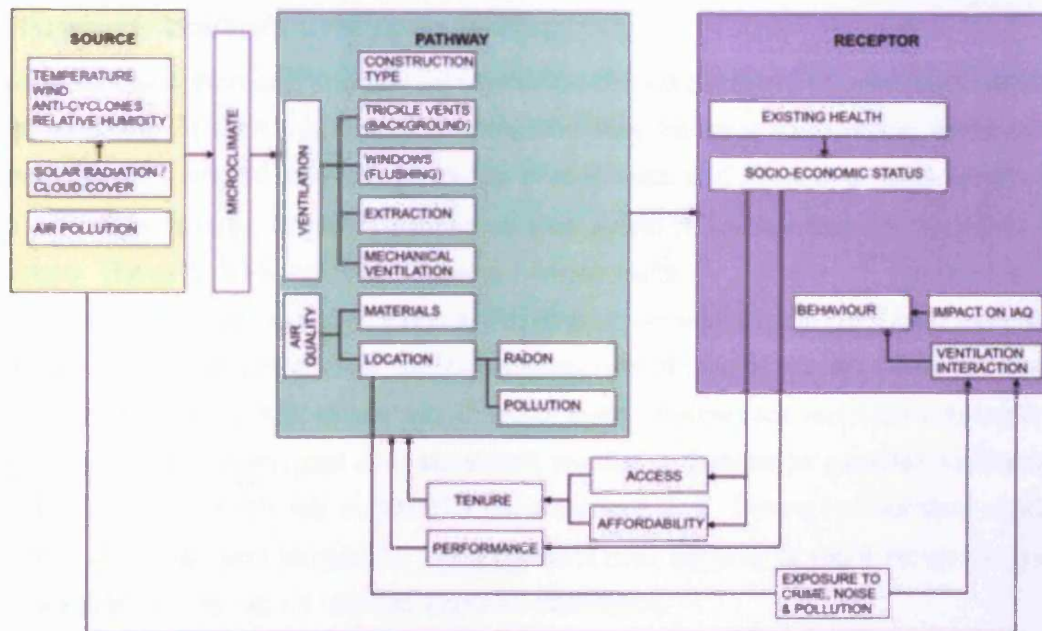 SOURCE
TEMPERATURE
WIND
ANTI-CYCLONES
RELATIVE HUMIDITY
SOLAR RADIATION /
CLOUD COVER
AIR POLLUTION
MICROCLIMATE
PATHWAY
VENTILATION
CONSTRUCTION
TYPE
TRICKLE VENTS
(BACKGROUND)
WINDOWS
(FLUSHING)
EXTRACTION
MECHANICAL
VENTILATION
AIR
QUALITY
MATERIALS
LOCATION
RADON
POLLUTION
RECEPTOR
EXISTING HEALTH
SOCIO-ECONOMIC STATUS
BEHAVIOUR
IMPACT ON IAQ
VENTILATION
INTERACTION
TENURE
ACCESS
AFFORDABILITY
PERFORMANCE
EXPOSURE TO
CRIME, NOISE
& POLLUTION